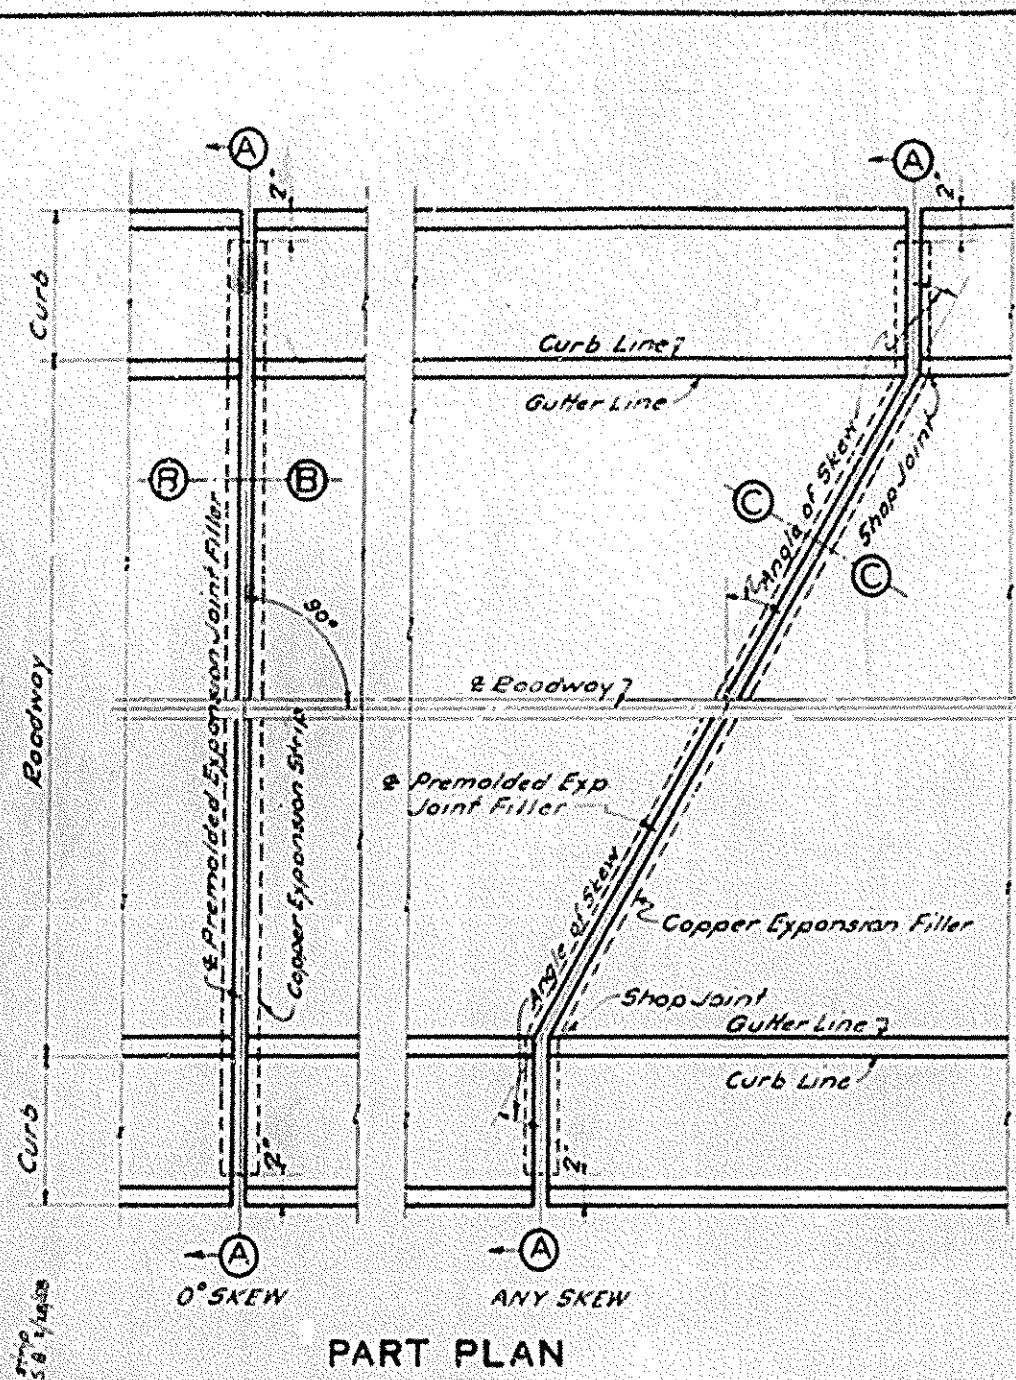 A
A
2"
2"
Curb
Curb Line
Gutter Line
B
B
Angle of Skew
Shop Joint
C
C
90°
℄ Premolded Expansion Joint Filler
Copper Expansion Strip
Roadway
℄ Roadway
℄ Premolded Exp
Joint Filler
Angle of Skew
Copper Expansion Filler
Shop Joint
Gutter Line
Curb Line
Curb
2"
2"
A
A
0° SKEW
ANY SKEW
PART PLAN